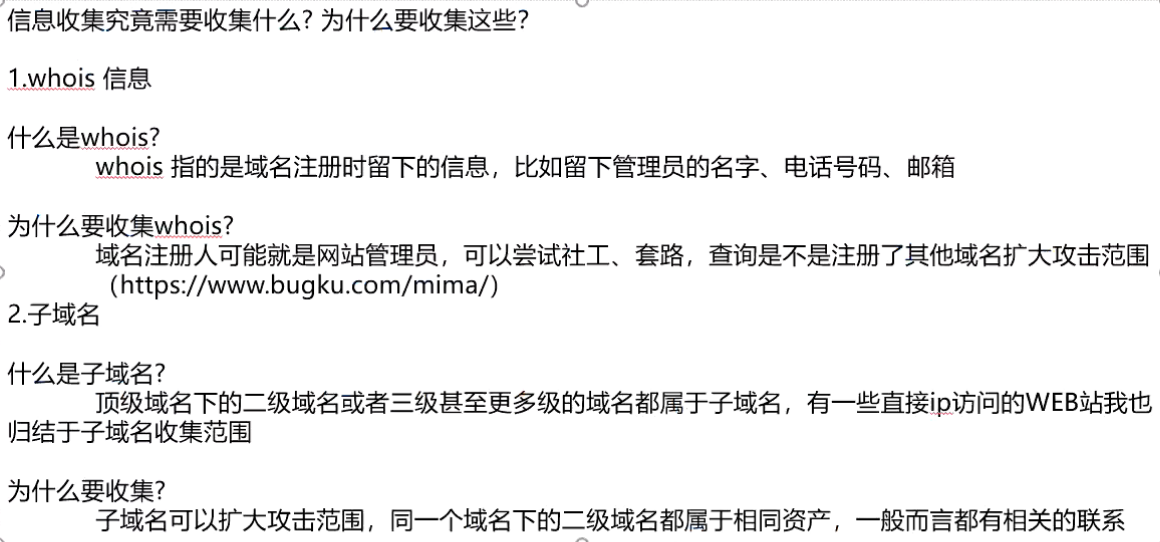 信息收集究竟需要收集什么? 为什么要收集这些?
1.whois 信息
什么是whois?
whois 指的是域名注册时留下的信息，比如留下管理员的名字、电话号码、邮箱
为什么要收集whois?
域名注册人可能就是网站管理员，可以尝试社工、套路，查询是不是注册了其他域名扩大攻击范围
（https://www.bugku.com/mima/）
2.子域名
什么是子域名?
顶级域名下的二级域名或者三级甚至更多级的域名都属于子域名，有一些直接ip访问的WEB站我也
归结于子域名收集范围
为什么要收集?
子域名可以扩大攻击范围，同一个域名下的二级域名都属于相同资产，一般而言都有相关的联系